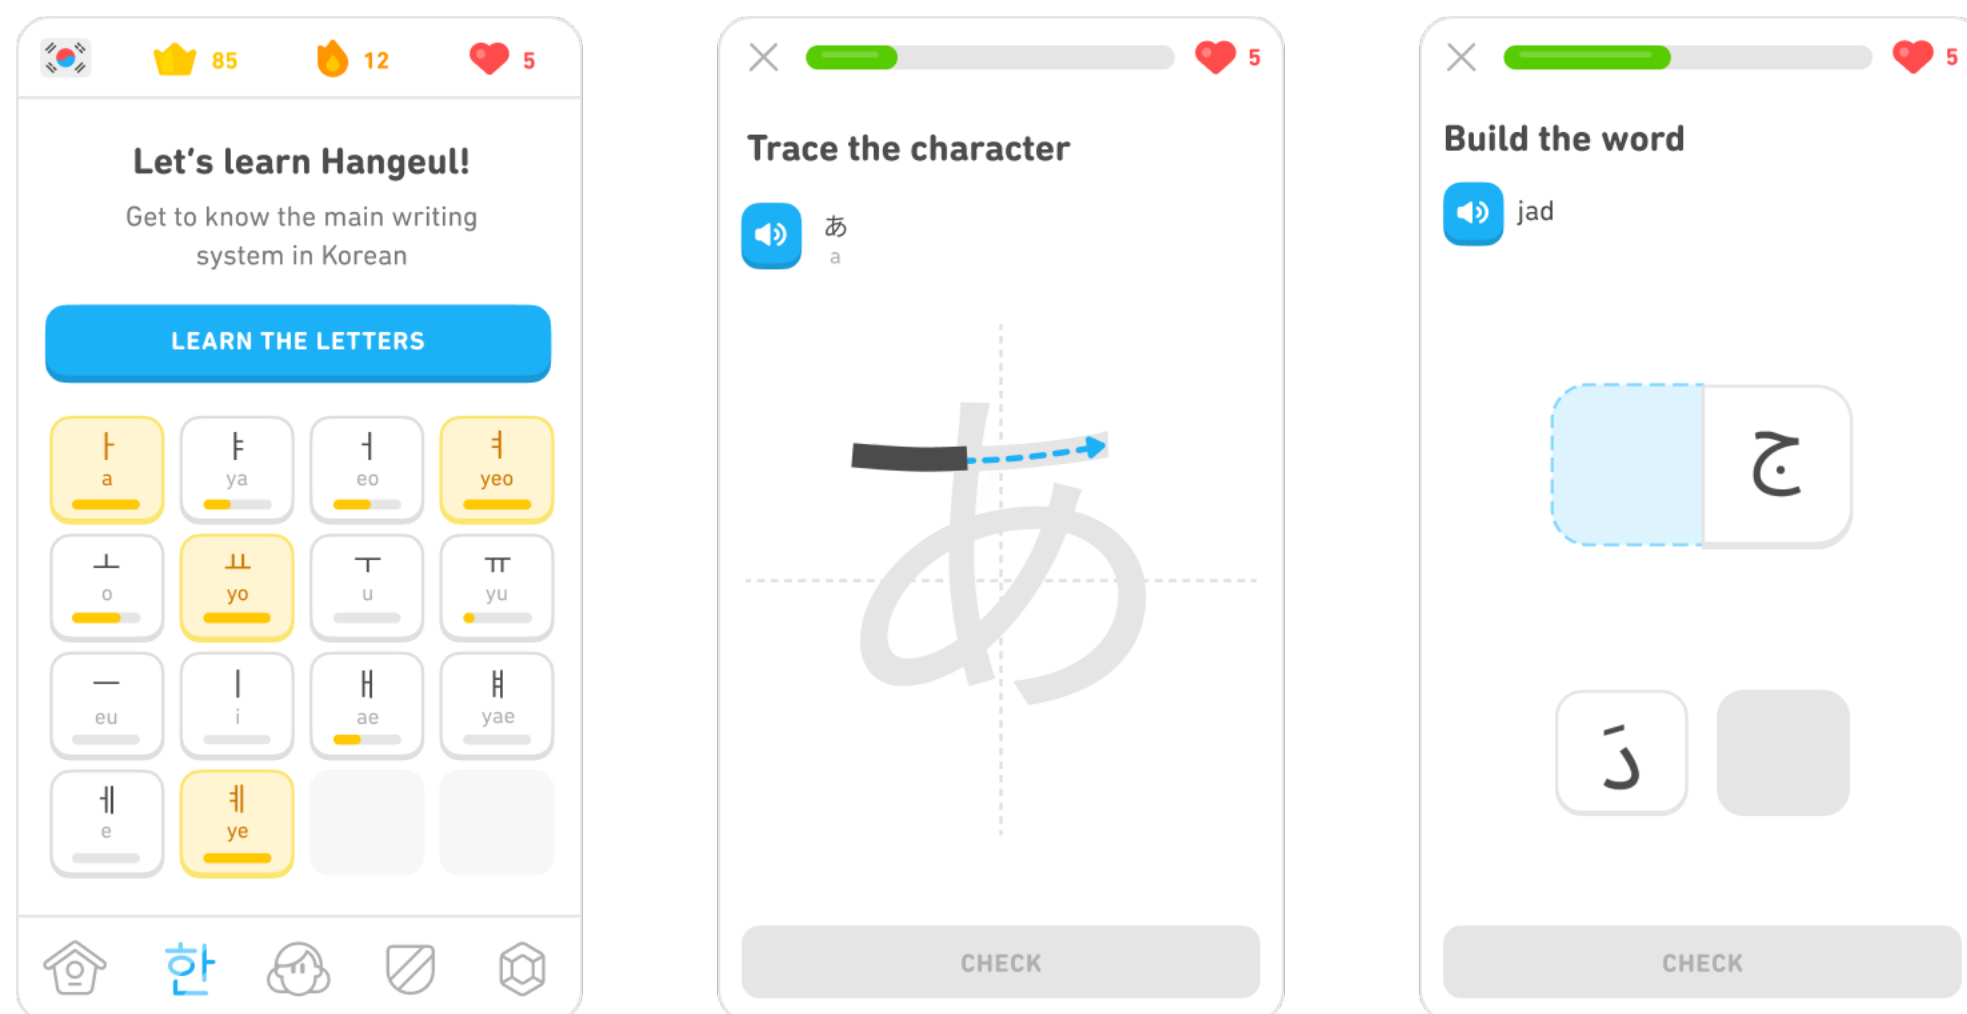 85
12
5
Let's learn Hangeul!
Get to know the main writing
system in Korean
LEARN THE LETTERS
ㅏ ㅑ ㅓ ㅕ
a ya eo yeo
ㅗ ㅛ ㅜ ㅠ
o yo u yu
ㅡ ㅣ ㅐ ㅒ
eu i ae yae
ㅔ ㅖ
e ye
한
5
Trace the character
あ
a
あ
CHECK
5
Build the word
jad
ج
دَ
CHECK